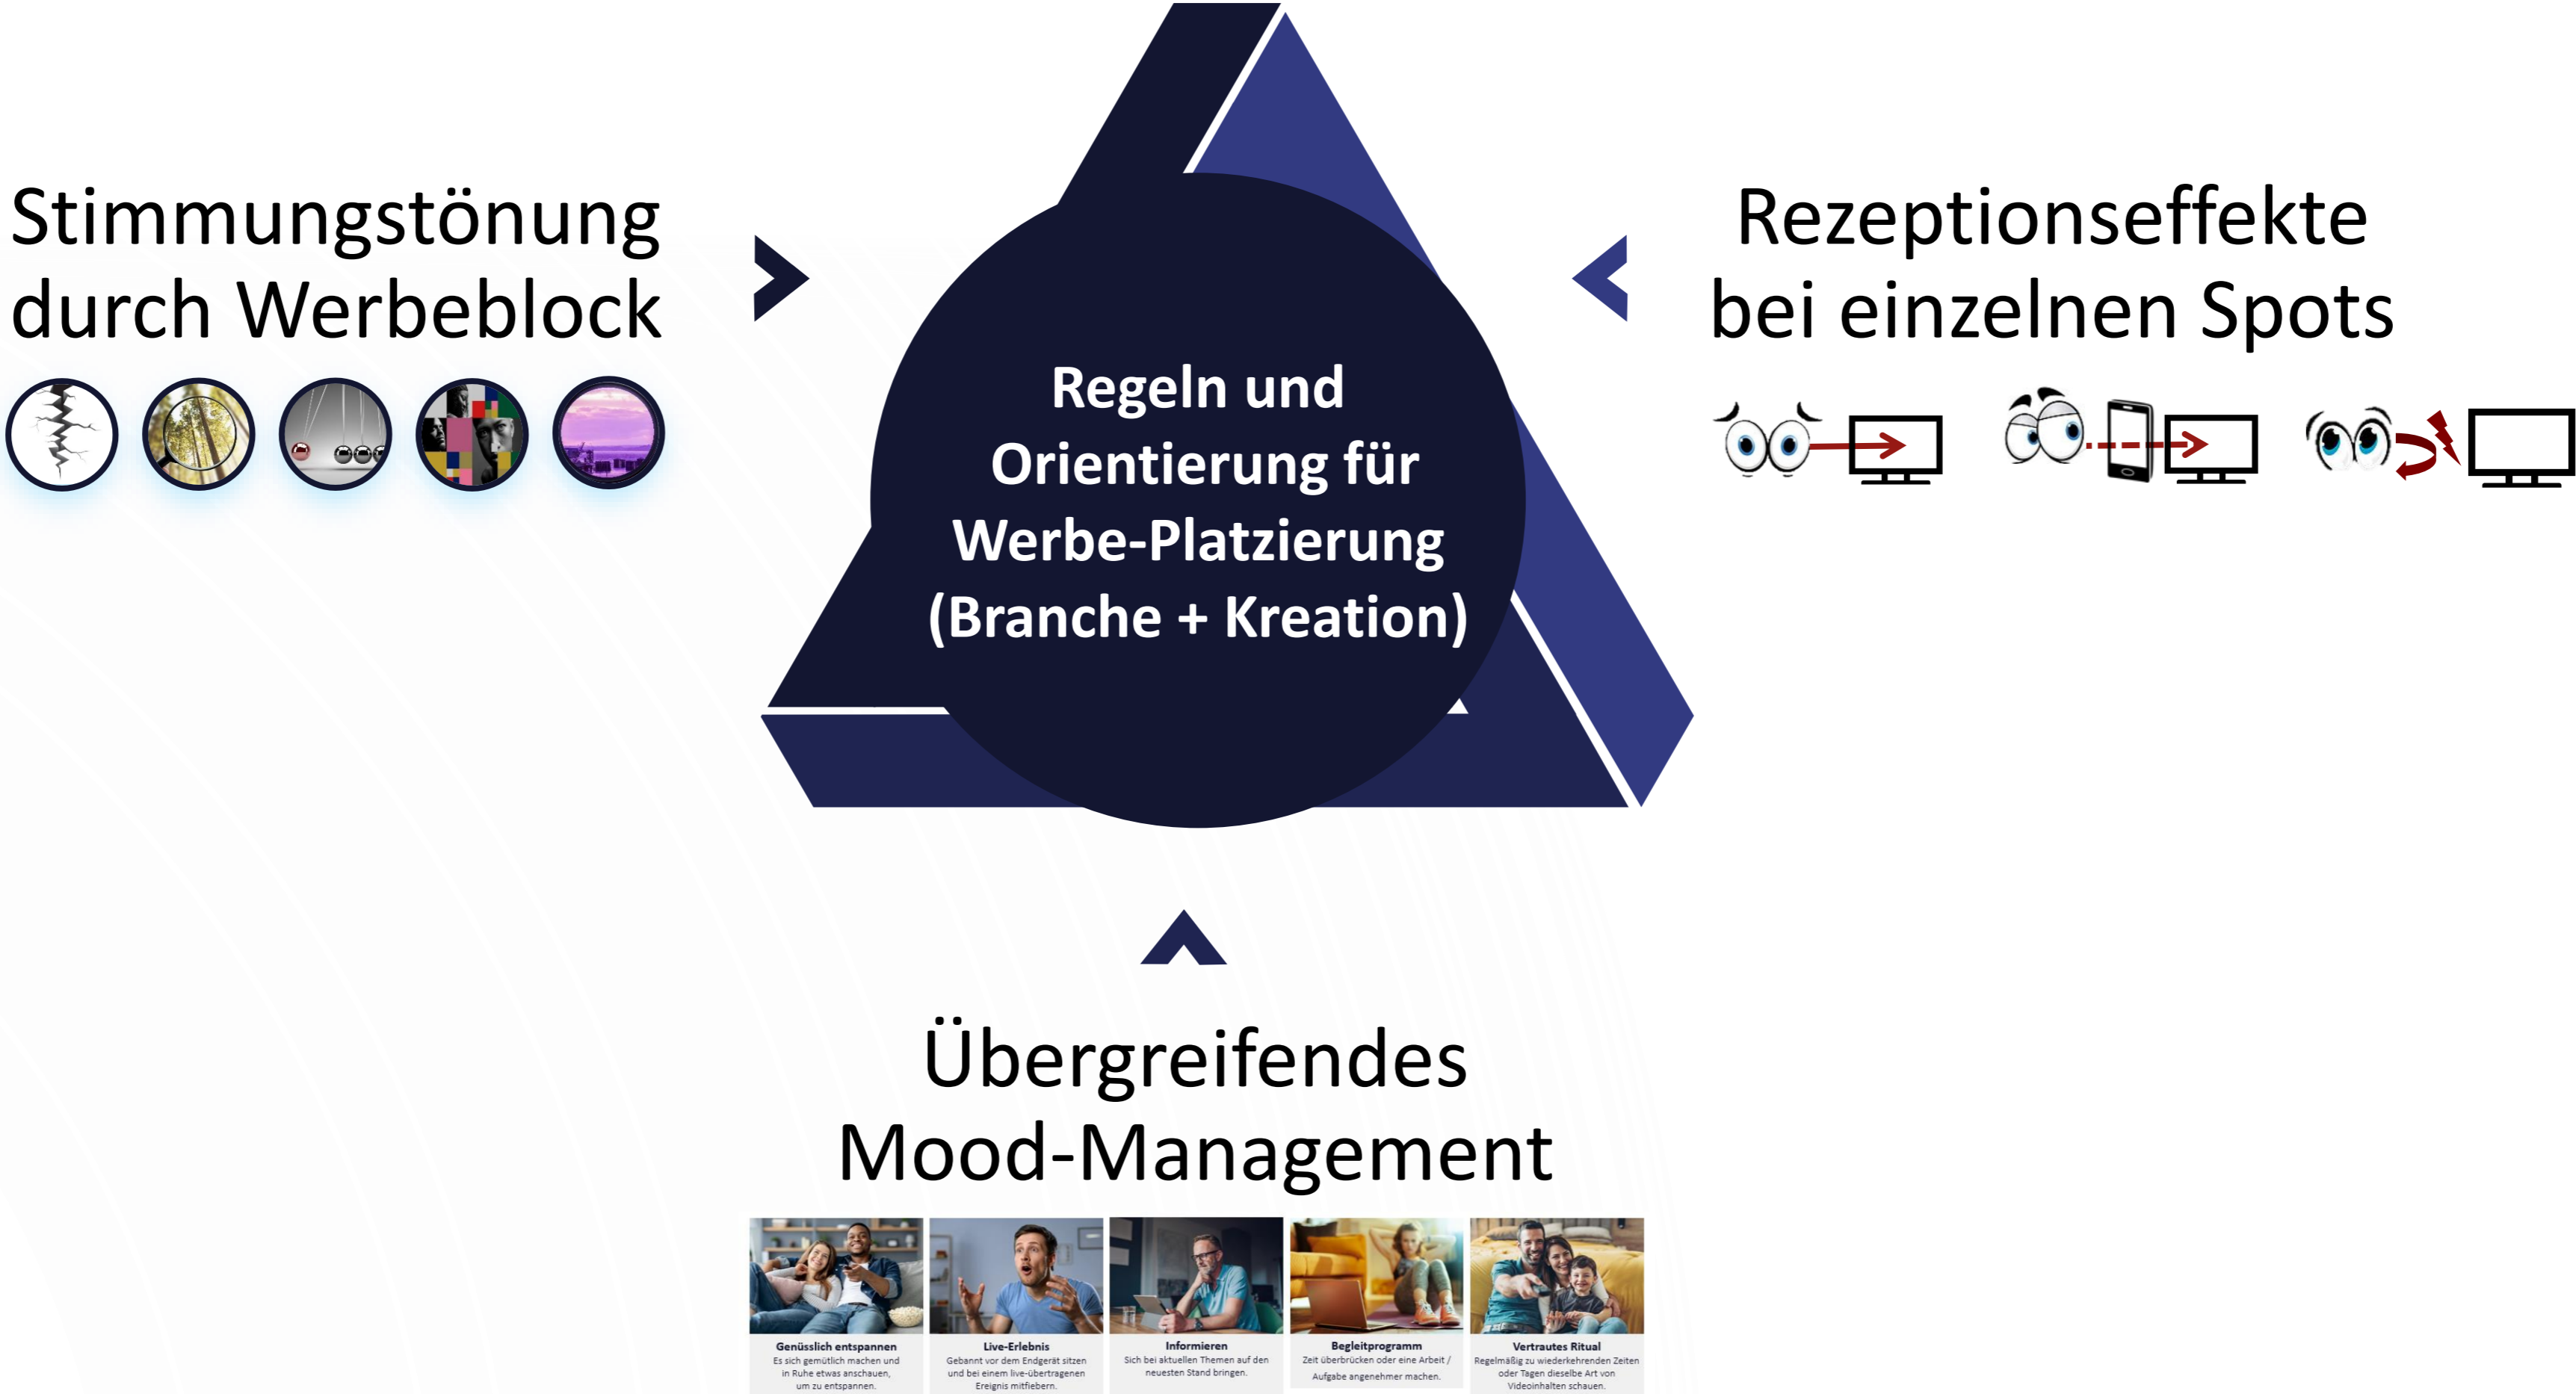 Stimmungstönung
durch Werbeblock
Rezeptionseffekte
bei einzelnen Spots
Regeln und
Orientierung für
Werbe-Platzierung
(Branche + Kreation)
Übergreifendes
Mood-Management
Genüsslich entspannen
Es sich gemütlich machen und
in Ruhe etwas anschauen,
um zu entspannen.
Live-Erlebnis
Gebannt vor dem Endgerät sitzen
und bei einem live-übertragenen
Ereignis mitfiebern.
Informieren
Sich bei aktuellen Themen auf den
neuesten Stand bringen.
Begleitprogramm
Zeit überbrücken oder eine Arbeit /
Aufgabe angenehmer machen.
Vertrautes Ritual
Regelmäßig zu wiederkehrenden Zeiten
oder Tagen dieselbe Art von
Videoinhalten schauen.